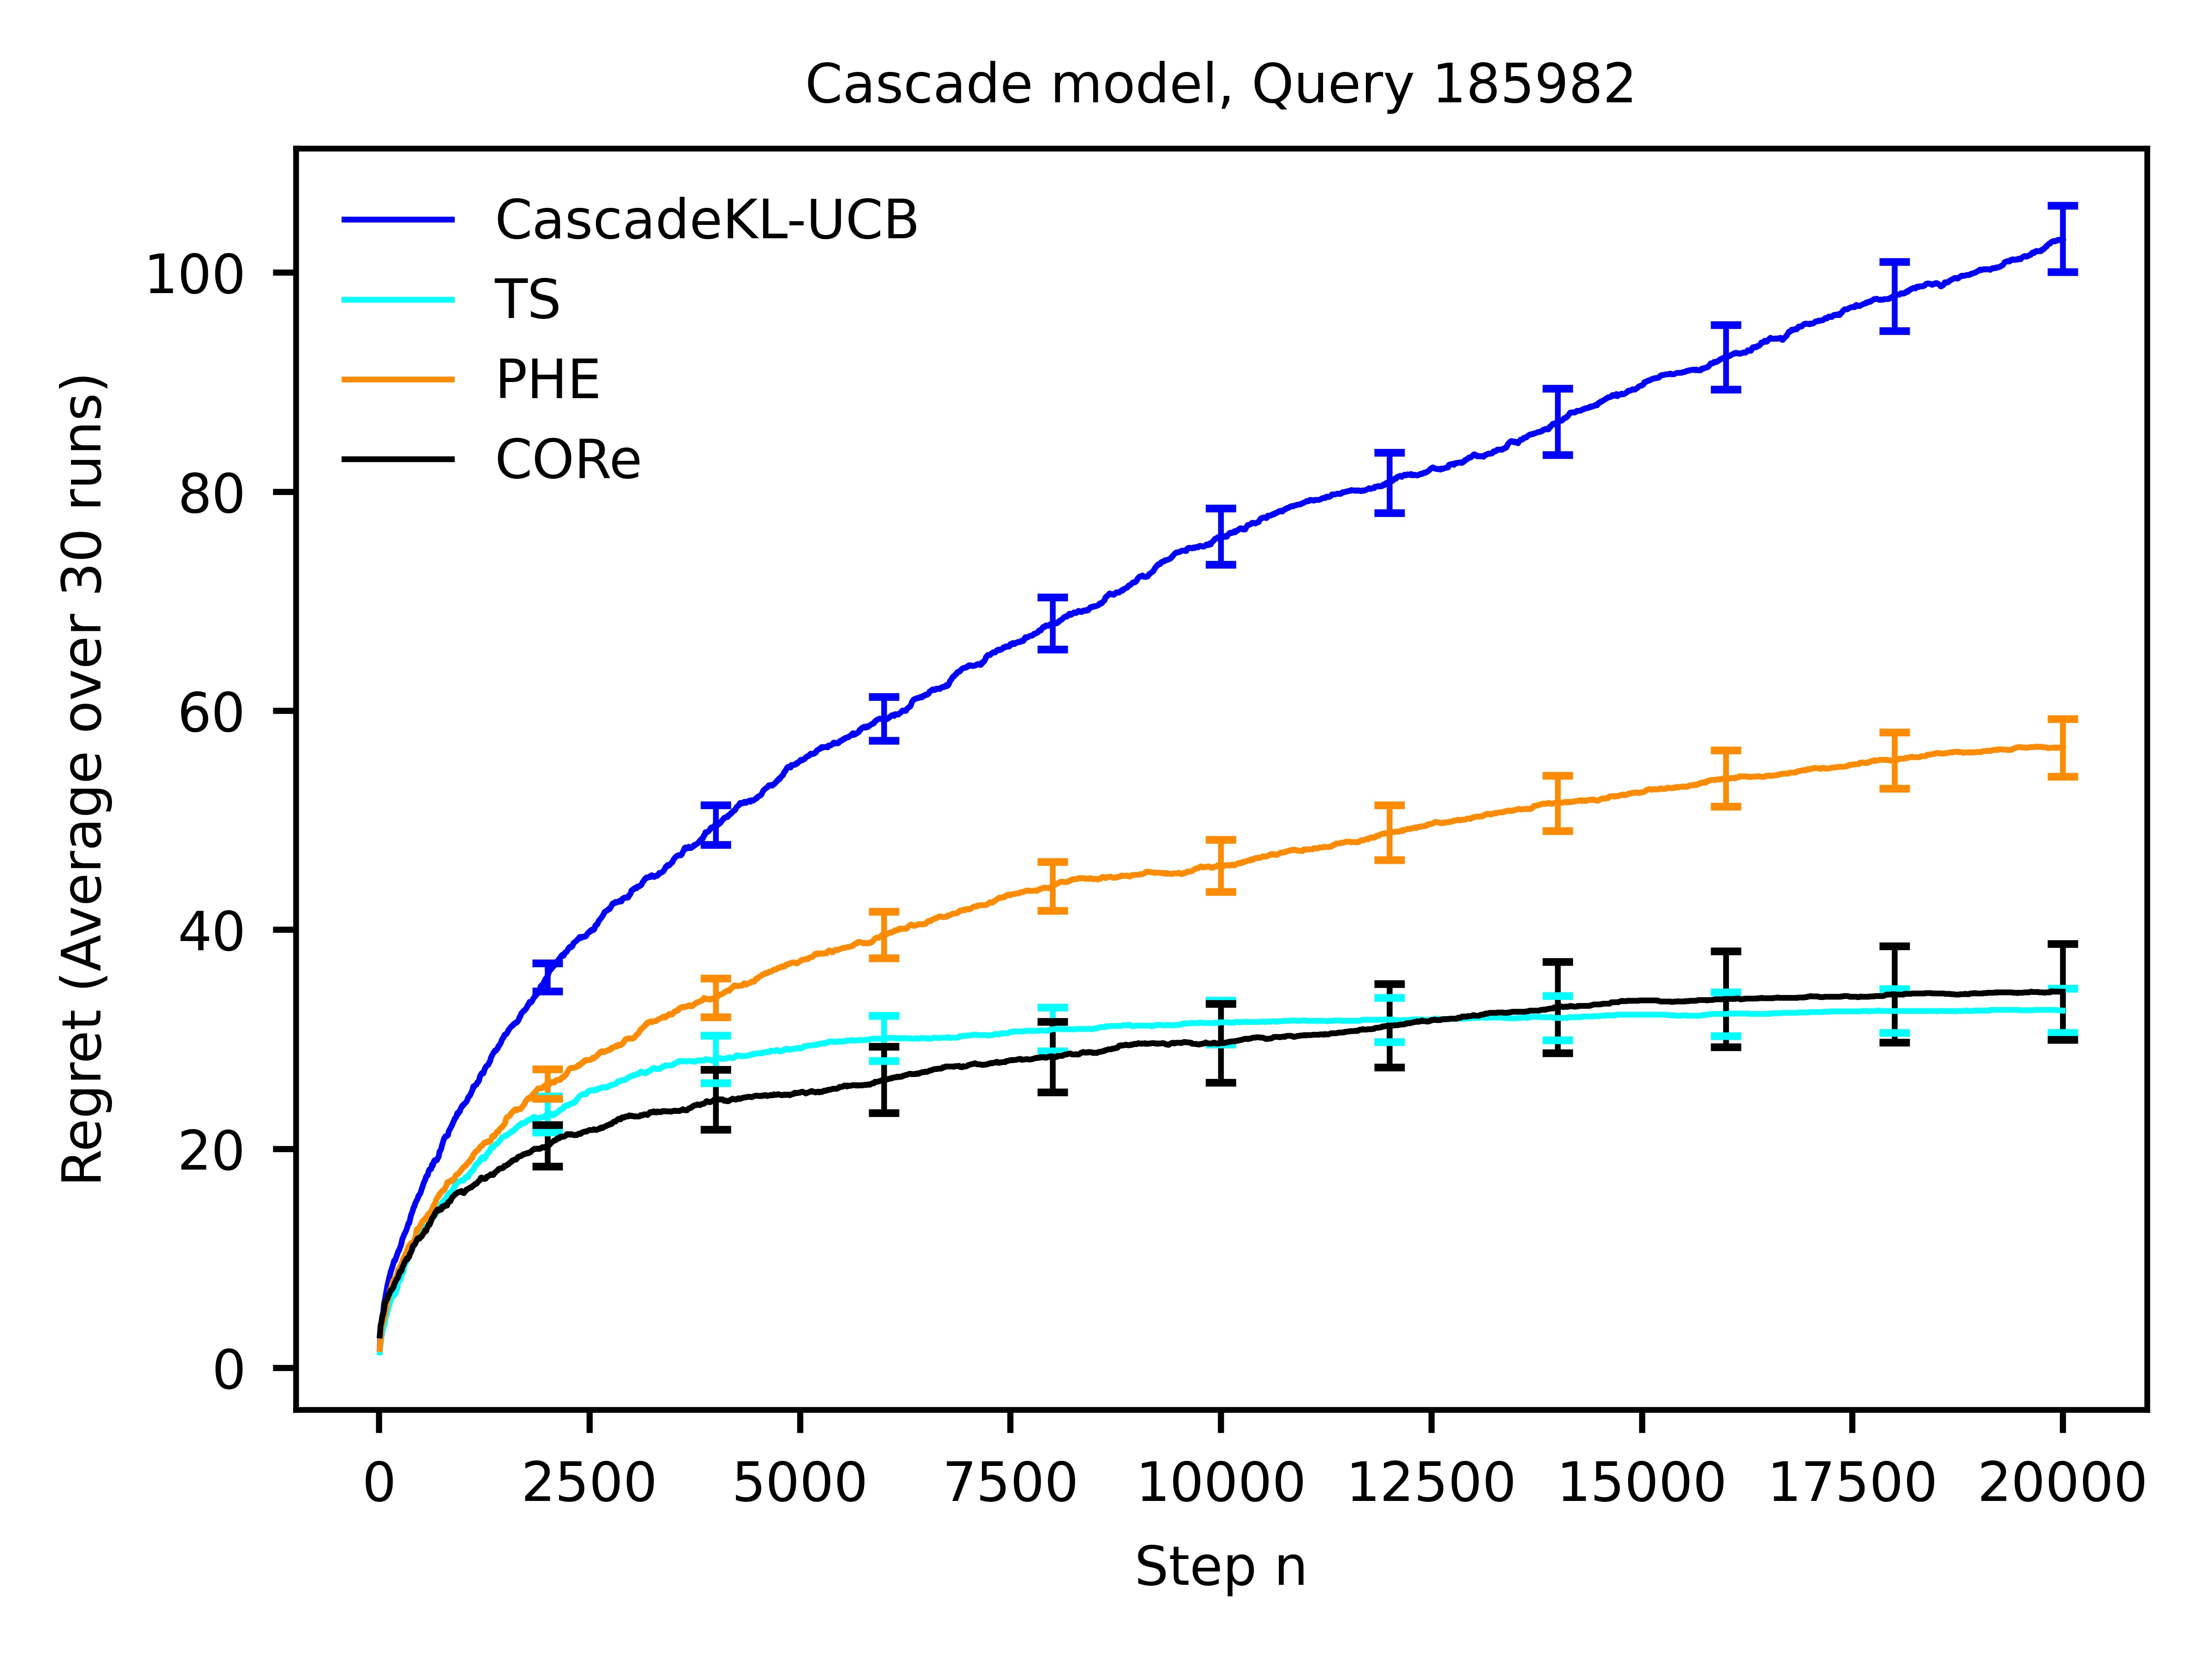 Cascade model, Query 185982
CascadeKL-UCB
TS
PHE
CORe
Regret (Average over 30 runs)
100
80
60
40
20
0
0 2500 5000 7500 10000 12500 15000 17500 20000
Step n